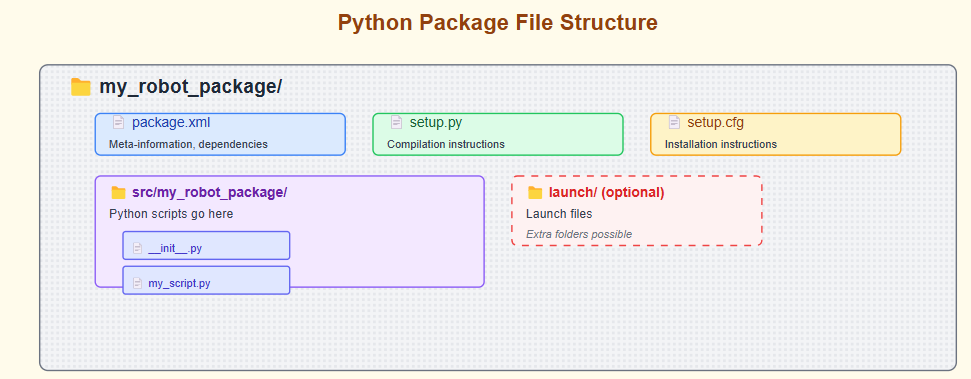 Python Package File Structure
my_robot_package/
package.xml
Meta-information, dependencies
setup.py
Compilation instructions
setup.cfg
Installation instructions
src/my_robot_package/
Python scripts go here
__init__.py
my_script.py
launch/ (optional)
Launch files
Extra folders possible